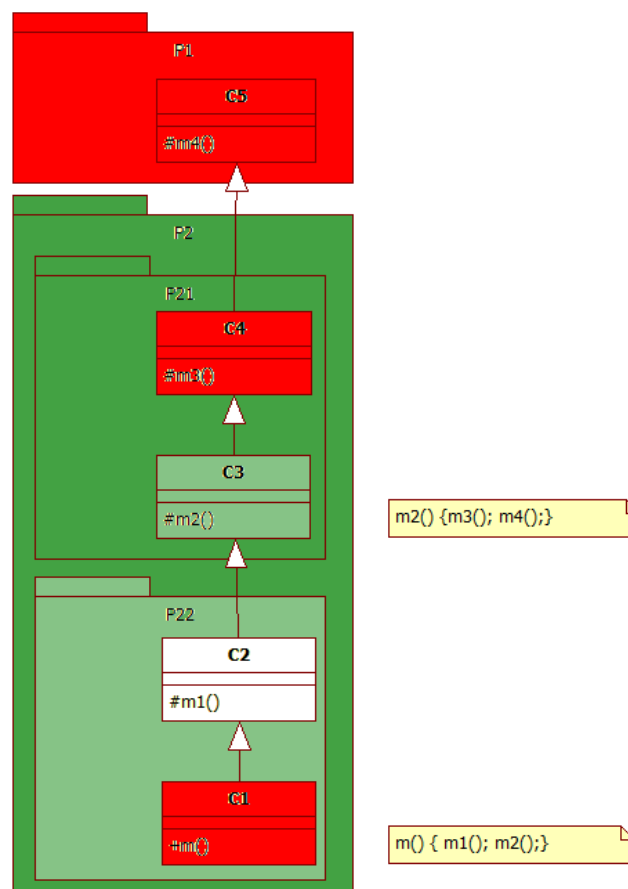 P1
C5
#m4()
P2
P21
C4
#m3()
C3
#m2()
m2() {m3(); m4();}
P22
C2
#m1()
C1
#m()
m() { m1(); m2();}